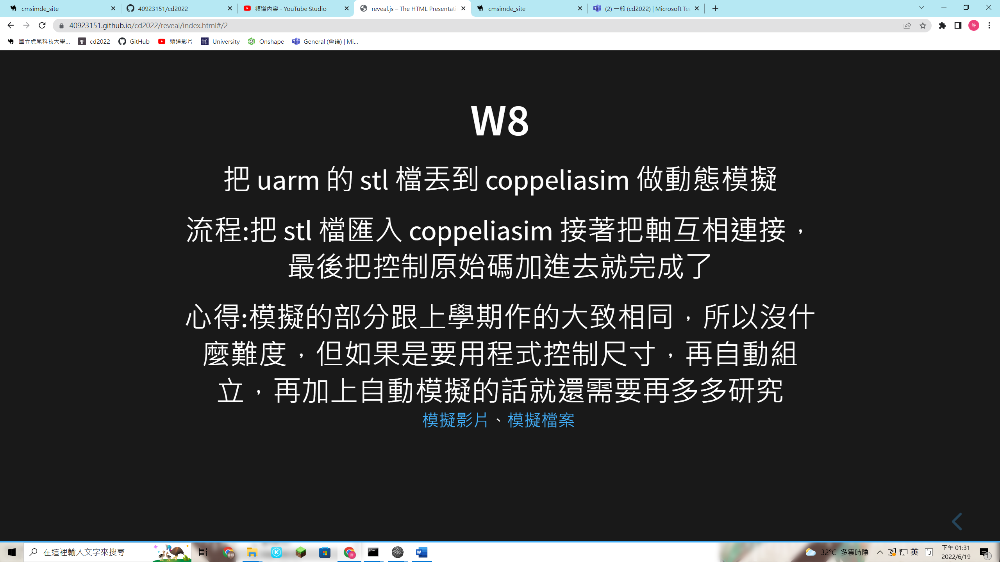 cmsimde_site
40923151/cd2022
頻道內容 - YouTube Studio
reveal.js – The HTML Presentati
cmsimde_site
(2) 一般 (cd2022) | Microsoft Te
40923151.github.io/cd2022/reveal/index.html#/2
許
國立虎尾科技大學...
cd2022
GitHub
頻道影片
University
Onshape
General (會議) | Mi...
W8
把 uarm 的 stl 檔丟到 coppeliasim 做動態模擬
流程:把 stl 檔匯入 coppeliasim 接著把軸互相連接，
最後把控制原始碼加進去就完成了
心得:模擬的部分跟上學期作的大致相同，所以沒什
麼難度，但如果是要用程式控制尺寸，再自動組
立，再加上自動模擬的話就還需要再多多研究
模擬影片、模擬檔案
在這裡輸入文字來搜尋
32°C 多雲時陰
英
ㄅ
下午 01:31
2022/6/19
1